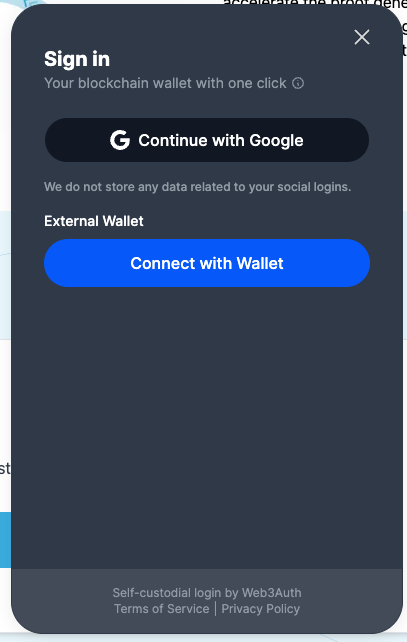 accelerate the proof gene
Sign in
Your blockchain wallet with one click
Continue with Google
We do not store any data related to your social logins.
External Wallet
Connect with Wallet
st
Self-custodial login by Web3Auth
Terms of Service | Privacy Policy